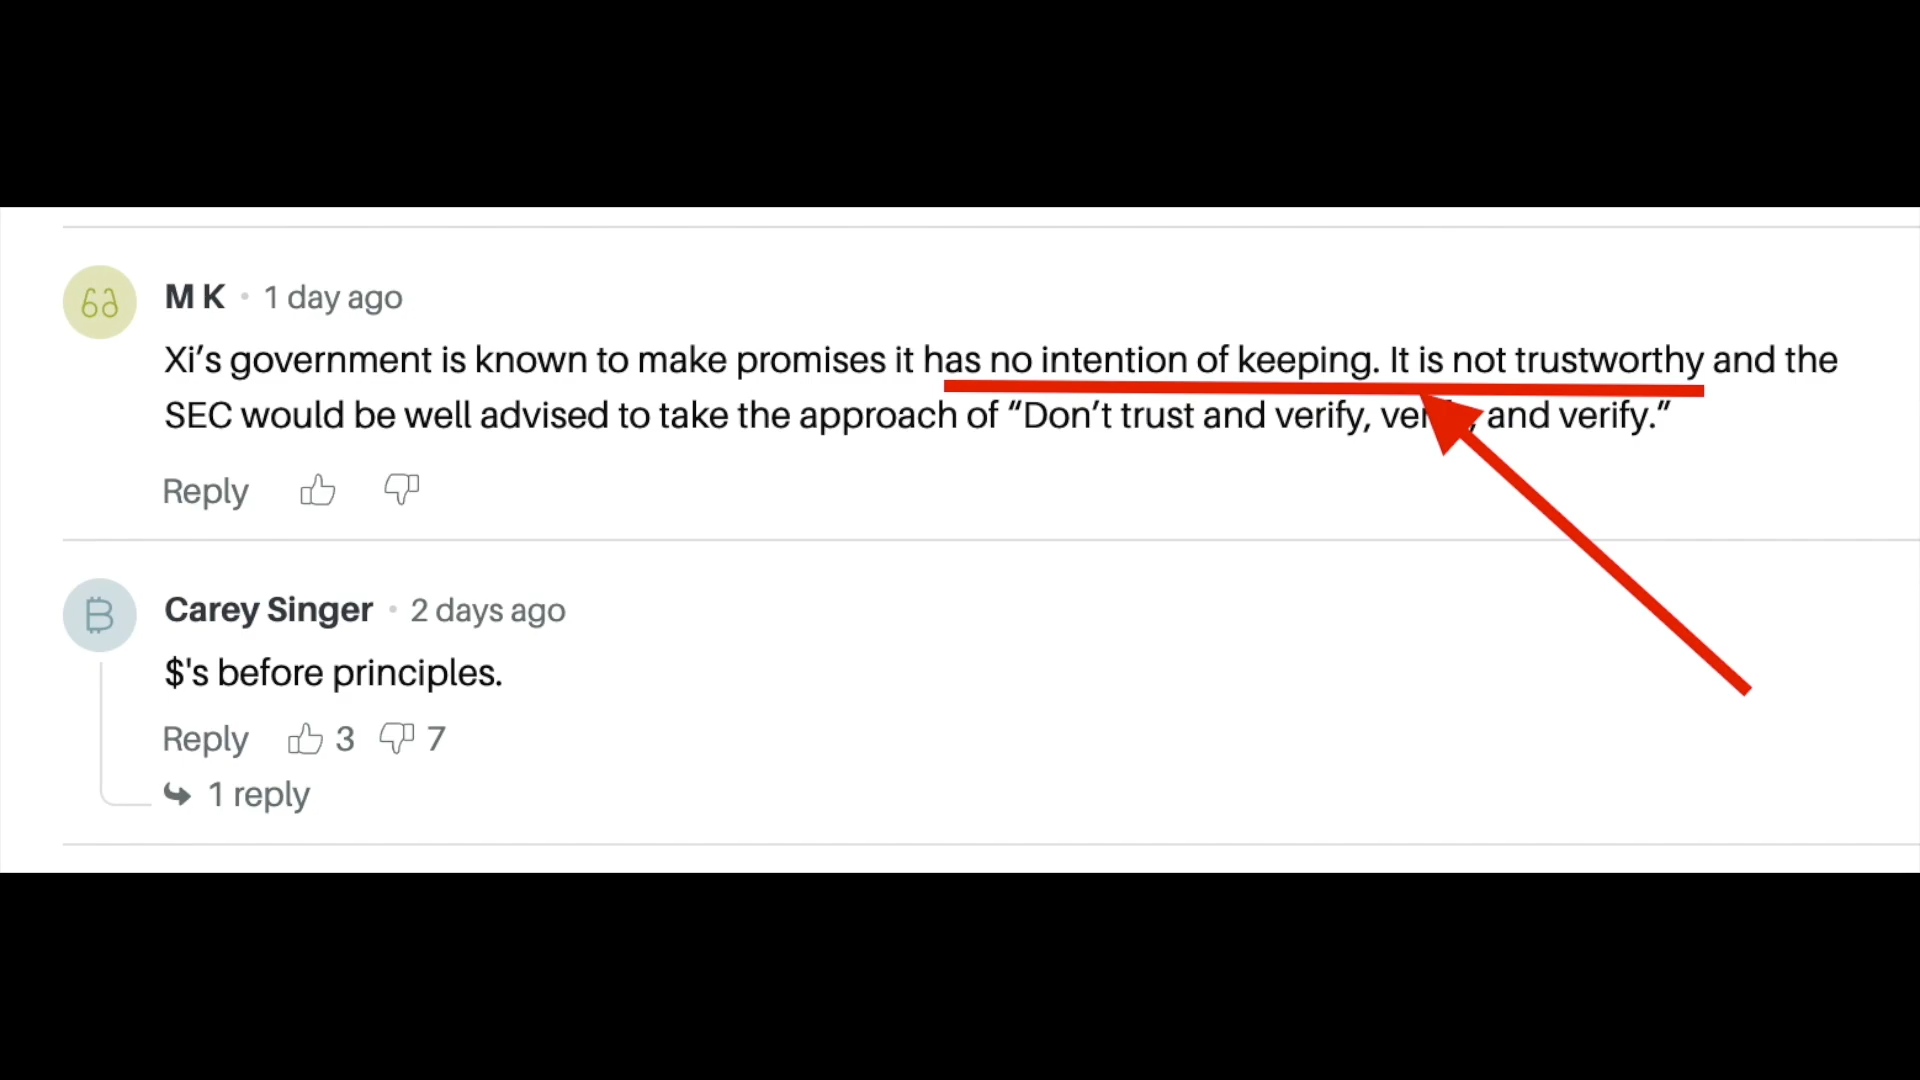 M K • 1 day ago
Xi’s government is known to make promises it has no intention of keeping. It is not trustworthy and the
SEC would be well advised to take the approach of “Don’t trust and verify, and verify.”
Reply
Carey Singer • 2 days ago
$'s before principles.
Reply 3 7
1 reply